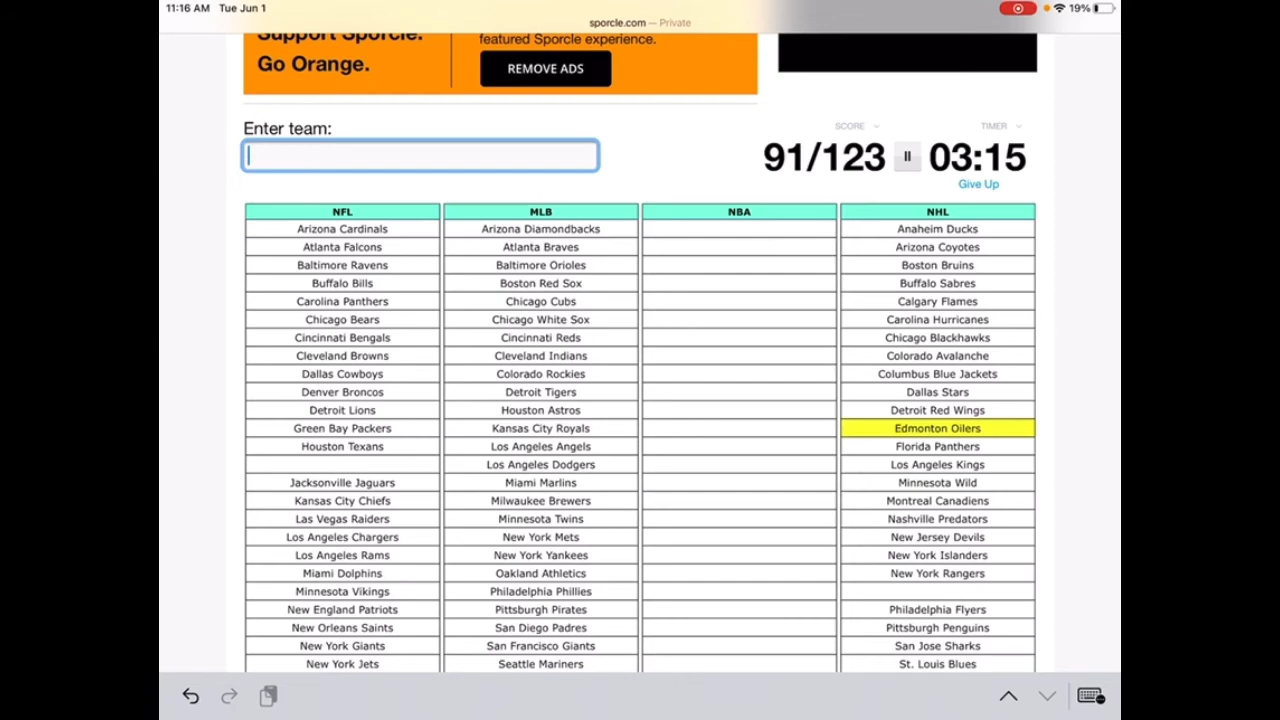 11:16 AM Tue Jun 1
19%
sporcle.com — Private
Support Sporcle. featured Sporcle experience.
Go Orange. REMOVE ADS
Enter team:
SCORE TIMER
91/123 03:15
Give Up
NFL MLB NBA NHL
Arizona Cardinals Arizona Diamondbacks Anaheim Ducks
Atlanta Falcons Atlanta Braves Arizona Coyotes
Baltimore Ravens Baltimore Orioles Boston Bruins
Buffalo Bills Boston Red Sox Buffalo Sabres
Carolina Panthers Chicago Cubs Calgary Flames
Chicago Bears Chicago White Sox Carolina Hurricanes
Cincinnati Bengals Cincinnati Reds Chicago Blackhawks
Cleveland Browns Cleveland Indians Colorado Avalanche
Dallas Cowboys Colorado Rockies Columbus Blue Jackets
Denver Broncos Detroit Tigers Dallas Stars
Detroit Lions Houston Astros Detroit Red Wings
Green Bay Packers Kansas City Royals Edmonton Oilers
Houston Texans Los Angeles Angels Florida Panthers
Los Angeles Dodgers Los Angeles Kings
Jacksonville Jaguars Miami Marlins Minnesota Wild
Kansas City Chiefs Milwaukee Brewers Montreal Canadiens
Las Vegas Raiders Minnesota Twins Nashville Predators
Los Angeles Chargers New York Mets New Jersey Devils
Los Angeles Rams New York Yankees New York Islanders
Miami Dolphins Oakland Athletics New York Rangers
Minnesota Vikings Philadelphia Phillies
New England Patriots Pittsburgh Pirates Philadelphia Flyers
New Orleans Saints San Diego Padres Pittsburgh Penguins
New York Giants San Francisco Giants San Jose Sharks
New York Jets Seattle Mariners St. Louis Blues